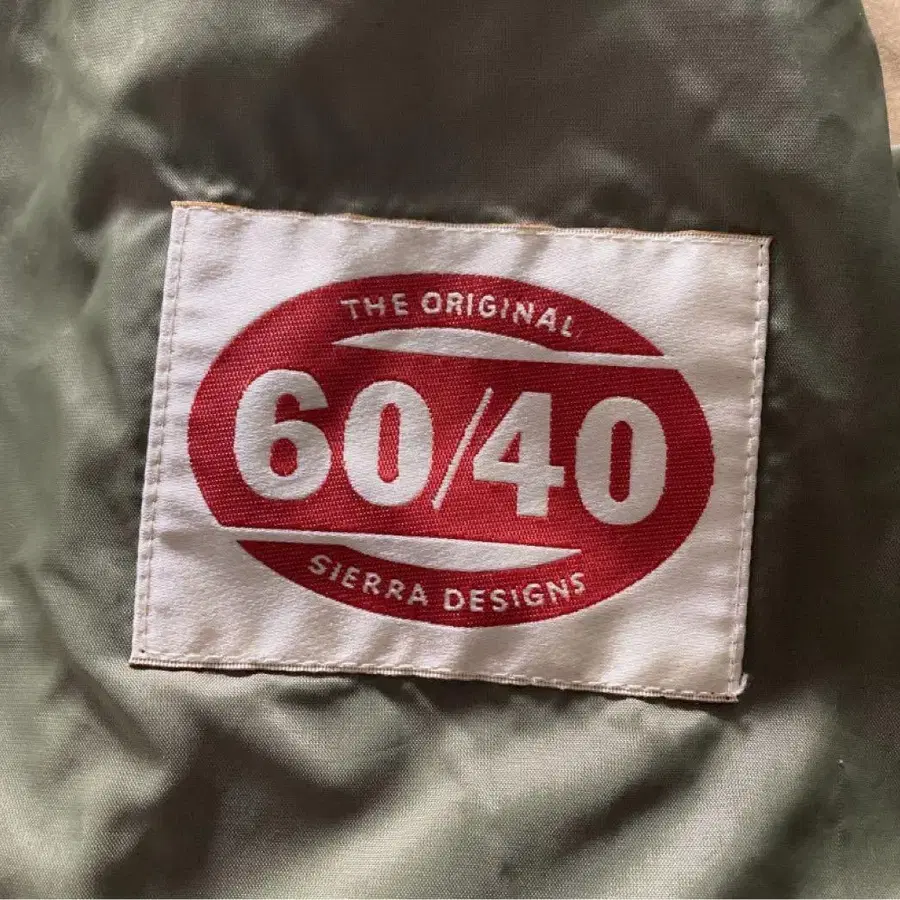 THE ORIGINAL
60/40
SIERRA DESIGNS